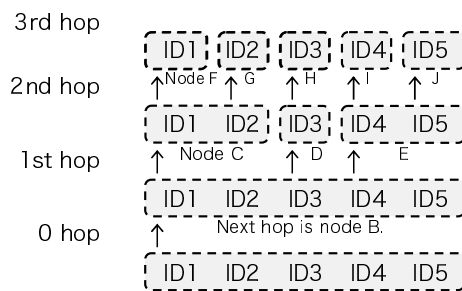 3rd hop
ID1 ID2 ID3 ID4 ID5
Node F G H I J
2nd hop
ID1 ID2 ID3 ID4 ID5
Node C D E
1st hop
ID1 ID2 ID3 ID4 ID5
Next hop is node B.
0 hop
ID1 ID2 ID3 ID4 ID5